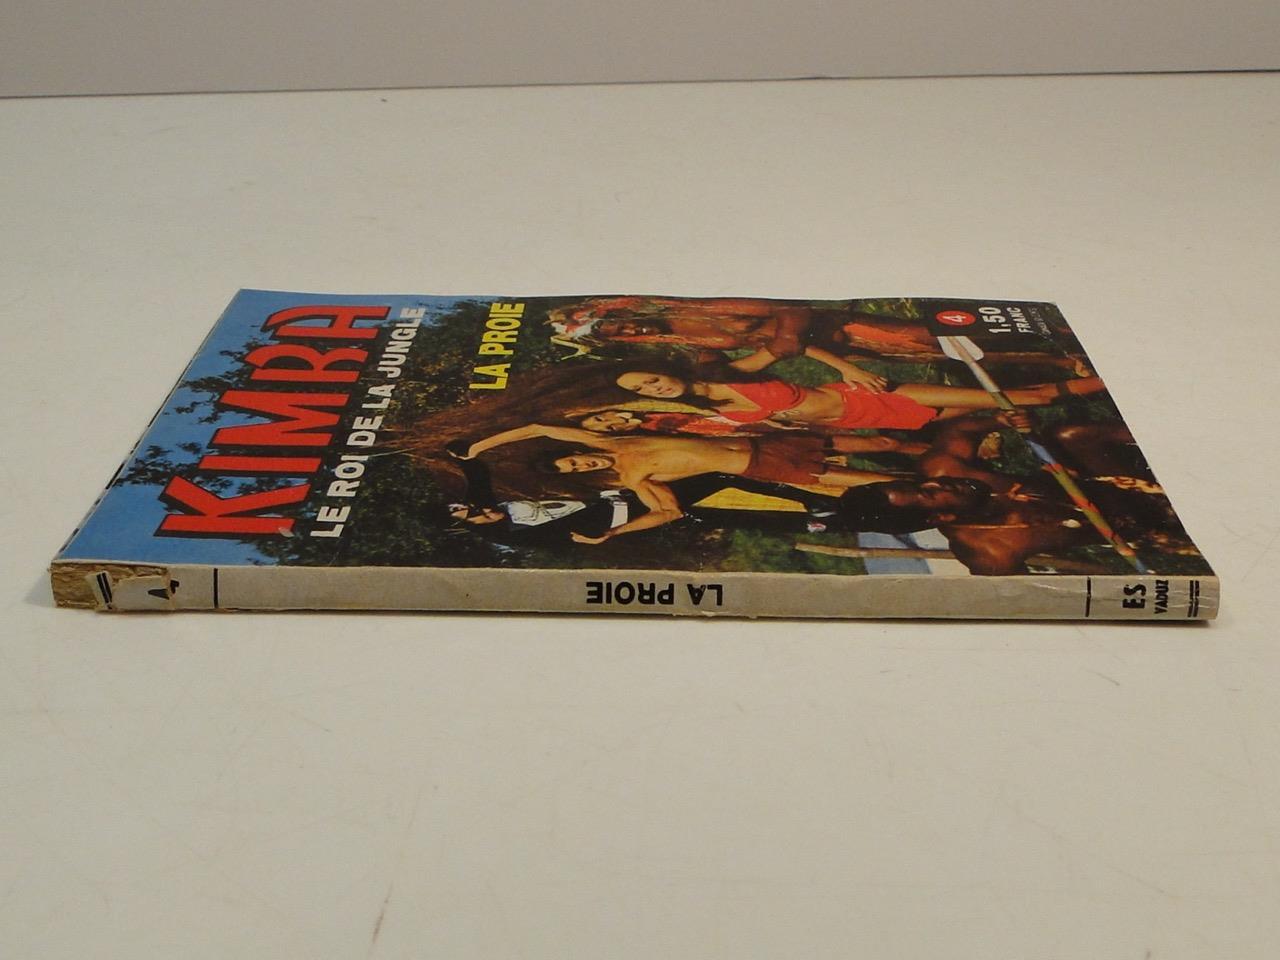 KIMBA
LE ROI DE LA JUNGLE
LA PROIE
4
1,50
FRANC
4
LA PROIE
ES
VADUZ